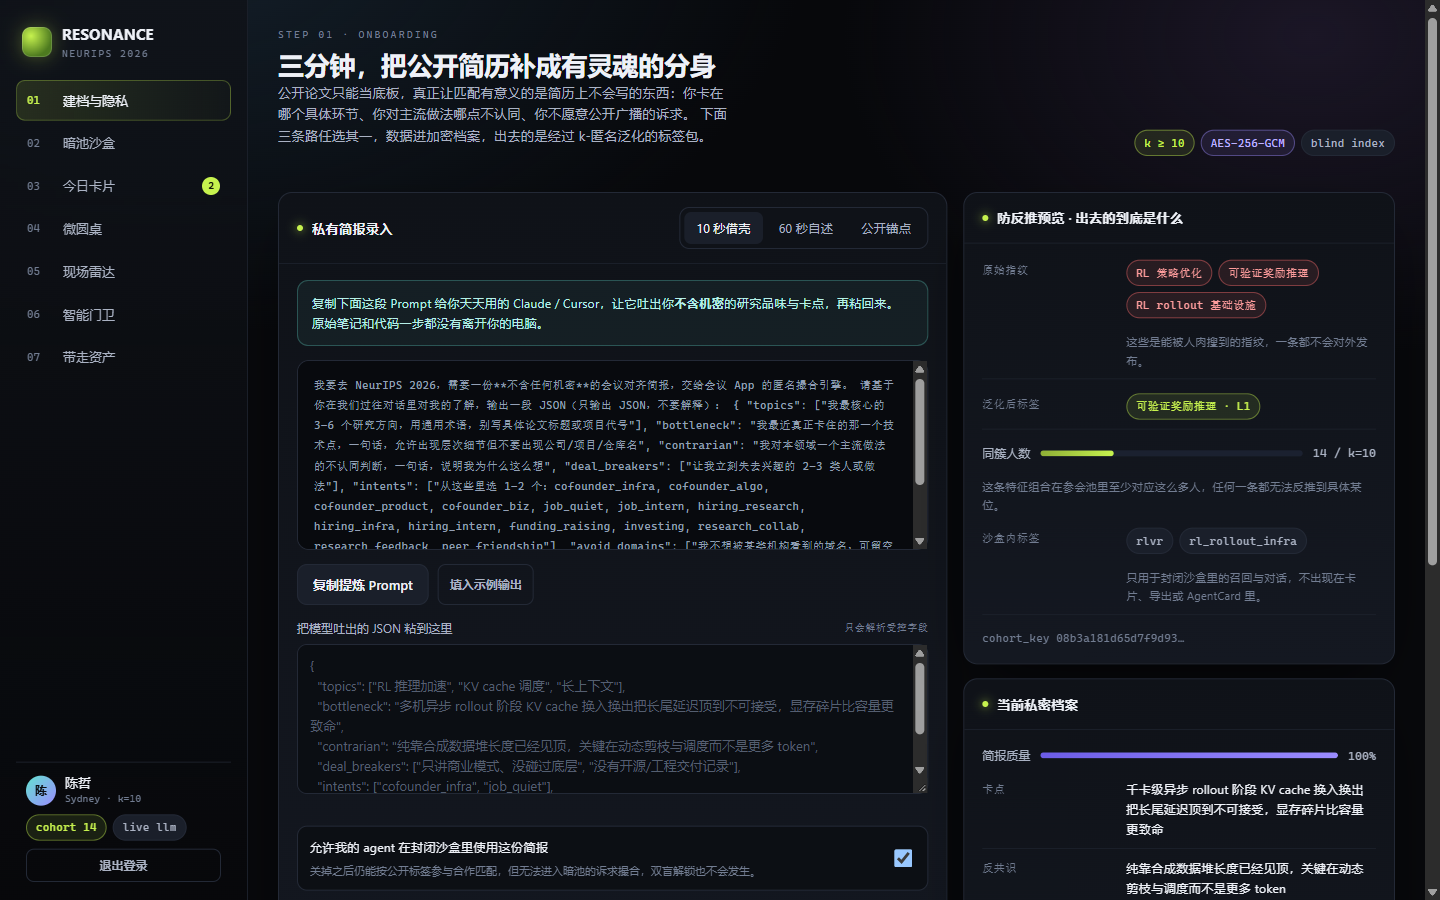 RESONANCE
NEURIPS 2026
01 建档与隐私
02 暗池沙盒
03 今日卡片 2
04 微圆桌
05 现场雷达
06 智能门卫
07 带走资产
陈 陈哲
Sydney · k=10
cohort 14 live llm
退出登录
STEP 01 · ONBOARDING
三分钟，把公开简历补成有灵魂的分身
公开论文只能当底板，真正让匹配有意义的是简历上不会写的东西：你卡在
哪个具体环节、你对主流做法哪点不认同、你不愿意公开广播的诉求。 下面
三条路任选其一，数据进加密档案，出去的是经过 k-匿名泛化的标签包。
k ≥ 10 AES-256-GCM blind index
私有简报录入
10 秒借壳 60 秒自述 公开锚点
复制下面这段 Prompt 给你天天用的 Claude / Cursor，让它吐出你不含机密的研究品味与卡点，再粘回来。
原始笔记和代码一步都没有离开你的电脑。
我要去 NeurIPS 2026，需要一份**不含任何机密**的会议对齐简报，交给会议 App 的匿名撮合引擎。 请基于
你在我们过往对话里对我的了解，输出一段 JSON（只输出 JSON，不要解释）： { "topics": ["我最核心的
3-6 个研究方向，用通用术语，别写具体论文标题或项目代号"], "bottleneck": "我最近真正卡住的那一个技
术点，一句话，允许出现层次细节但不要出现公司/项目/仓库名", "contrarian": "我对本领域一个主流做法
的不认同判断，一句话，说明我为什么这么想", "deal_breakers": ["让我立刻失去兴趣的 2-3 类人或做
法"], "intents": ["从这些里选 1-2 个：cofounder_infra, cofounder_algo,
cofounder_product, cofounder_biz, job_quiet, job_intern, hiring_research,
hiring_infra, hiring_intern, funding_raising, investing, research_collab,
research_feedback, peer_friendship"], "avoid_domains": ["我不想被某类机构看到的域名，可留空
复制提炼 Prompt 填入示例输出
把模型吐出的 JSON 粘到这里 只会解析受控字段
{
"topics": ["RL 推理加速", "KV cache 调度", "长上下文"],
"bottleneck": "多机异步 rollout 阶段 KV cache 换入换出把长尾延迟顶到不可接受，显存碎片比容量更
致命",
"contrarian": "纯靠合成数据堆长度已经见顶，关键在动态剪枝与调度而不是更多 token",
"deal_breakers": ["只讲商业模式、没碰过底层", "没有开源/工程交付记录"],
"intents": ["cofounder_infra", "job_quiet"],
允许我的 agent 在封闭沙盒里使用这份简报
关掉之后仍能按公开标签参与合作匹配，但无法进入暗池的诉求撮合，双盲解锁也不会发生。
防反推预览 · 出去的到底是什么
原始指纹
RL 策略优化 可验证奖励推理
RL rollout 基础设施
这些是能被人肉搜到的指纹，一条都不会对外发
布。
泛化后标签 可验证奖励推理 · L1
同簇人数 14 / k=10
这条特征组合在参会池里至少对应这么多人，任何一条都无法反推到具体某
位。
沙盒内标签 rlvr rl_rollout_infra
只用于封闭沙盒里的召回与对话，不出现在卡
片、导出或 AgentCard 里。
cohort_key 08b3a181d65d7f9d93…
当前私密档案
简报质量 100%
卡点 千卡级异步 rollout 阶段 KV cache 换入换出
把长尾延迟顶到不可接受，显存碎片比容量
更致命
反共识 纯靠合成数据堆长度已经见顶，关键在动态
剪枝与调度而不是更多 token